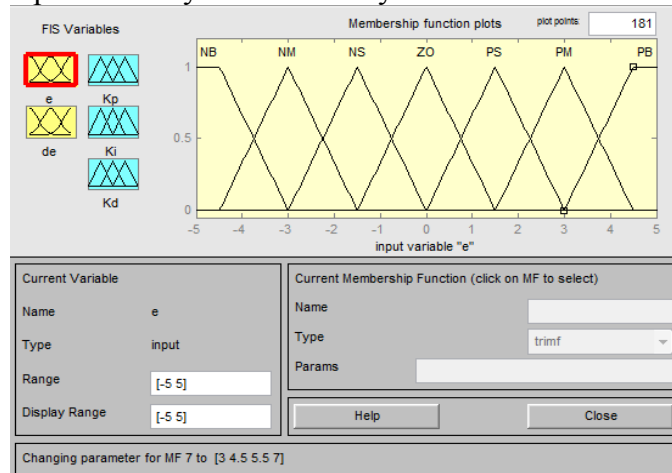 FIS Variables
Membership function plots
plot points:
181
NB NM NS ZO PS PM PB
1
0.5
0
-5 -4 -3 -2 -1 0 1 2 3 4 5
input variable "e"
e
Kp
de
Ki
Kd
Current Variable
Name e
Type input
Range [-5 5]
Display Range [-5 5]
Current Membership Function (click on MF to select)
Name
Type trimf
Params
Help Close
Changing parameter for MF 7 to [3 4.5 5.5 7]